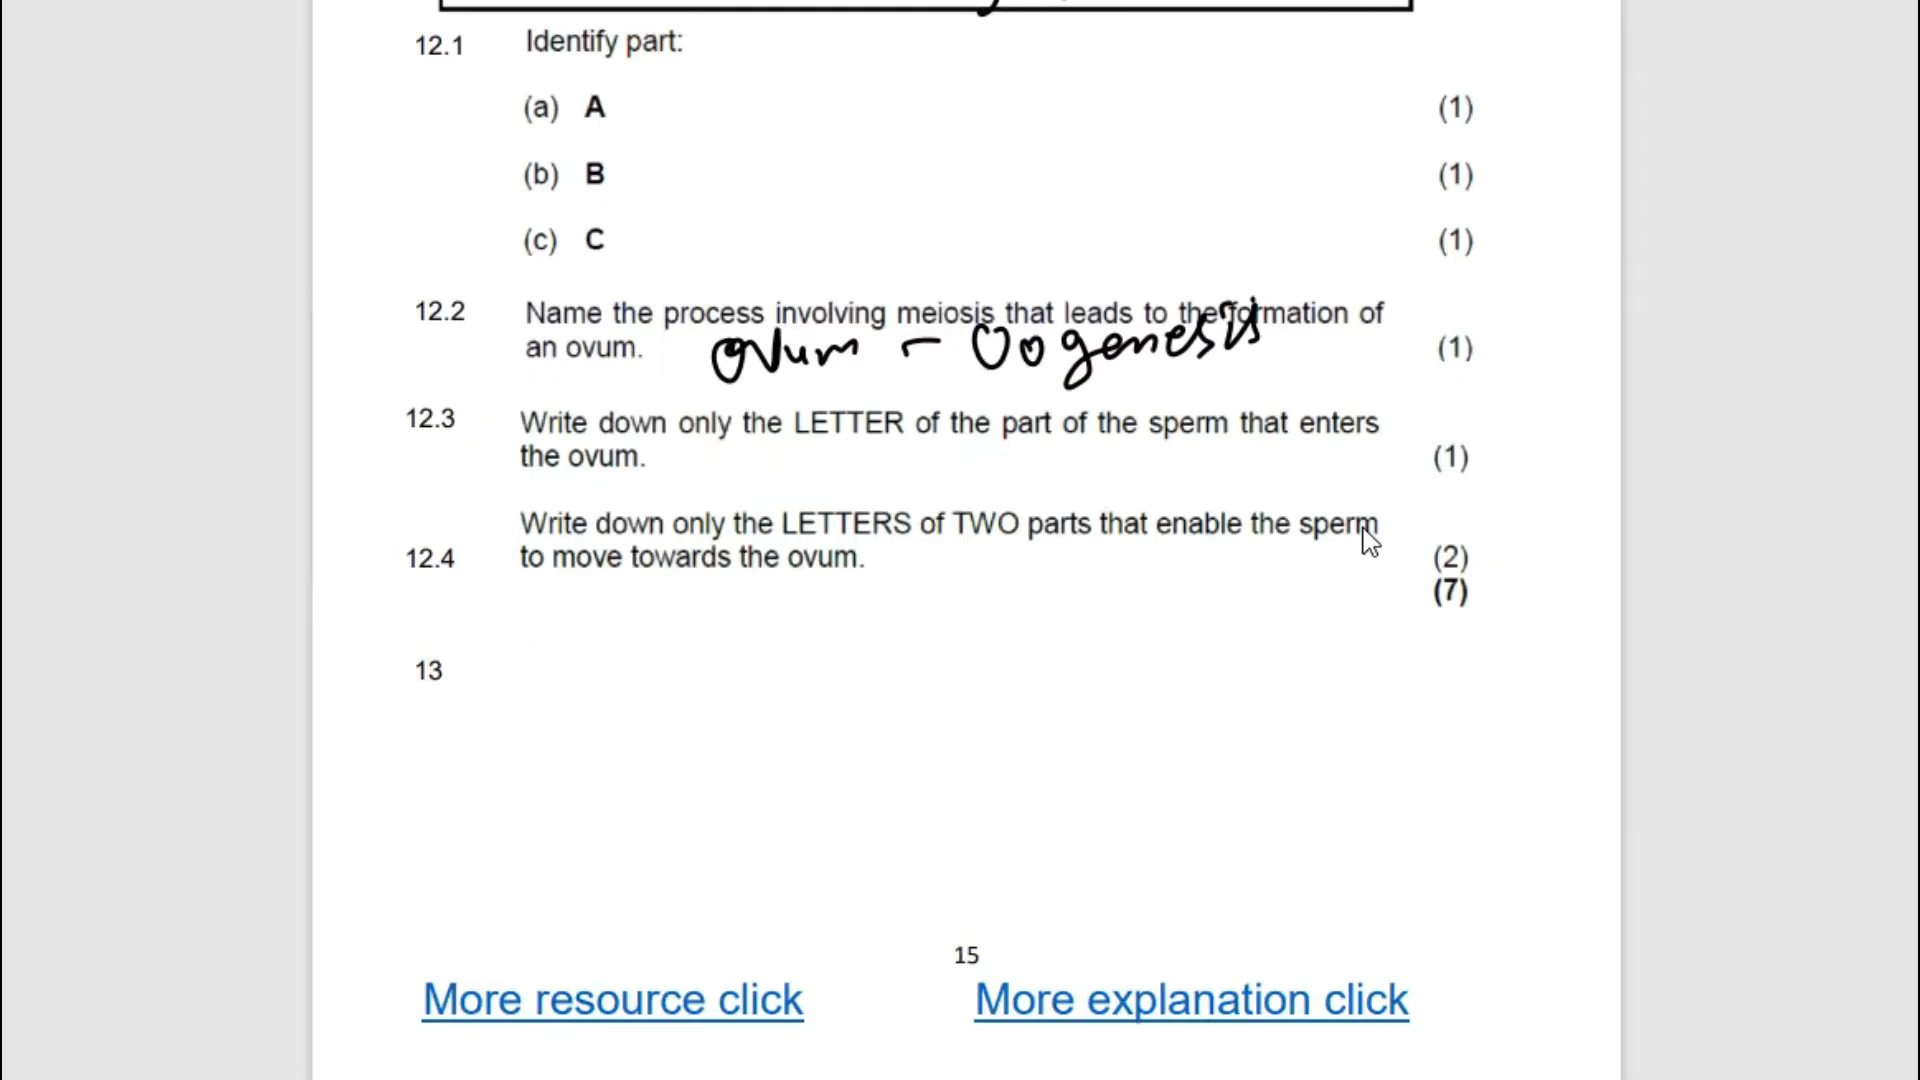 12.1 Identify part:
(a) A (1)
(b) B (1)
(c) C (1)
12.2 Name the process involving meiosis that leads to the formation of
an ovum. (1)
ovum - Oogenesis
12.3 Write down only the LETTER of the part of the sperm that enters
the ovum. (1)
Write down only the LETTERS of TWO parts that enable the sperm
12.4 to move towards the ovum. (2)
(7)
13
15
More resource click More explanation click